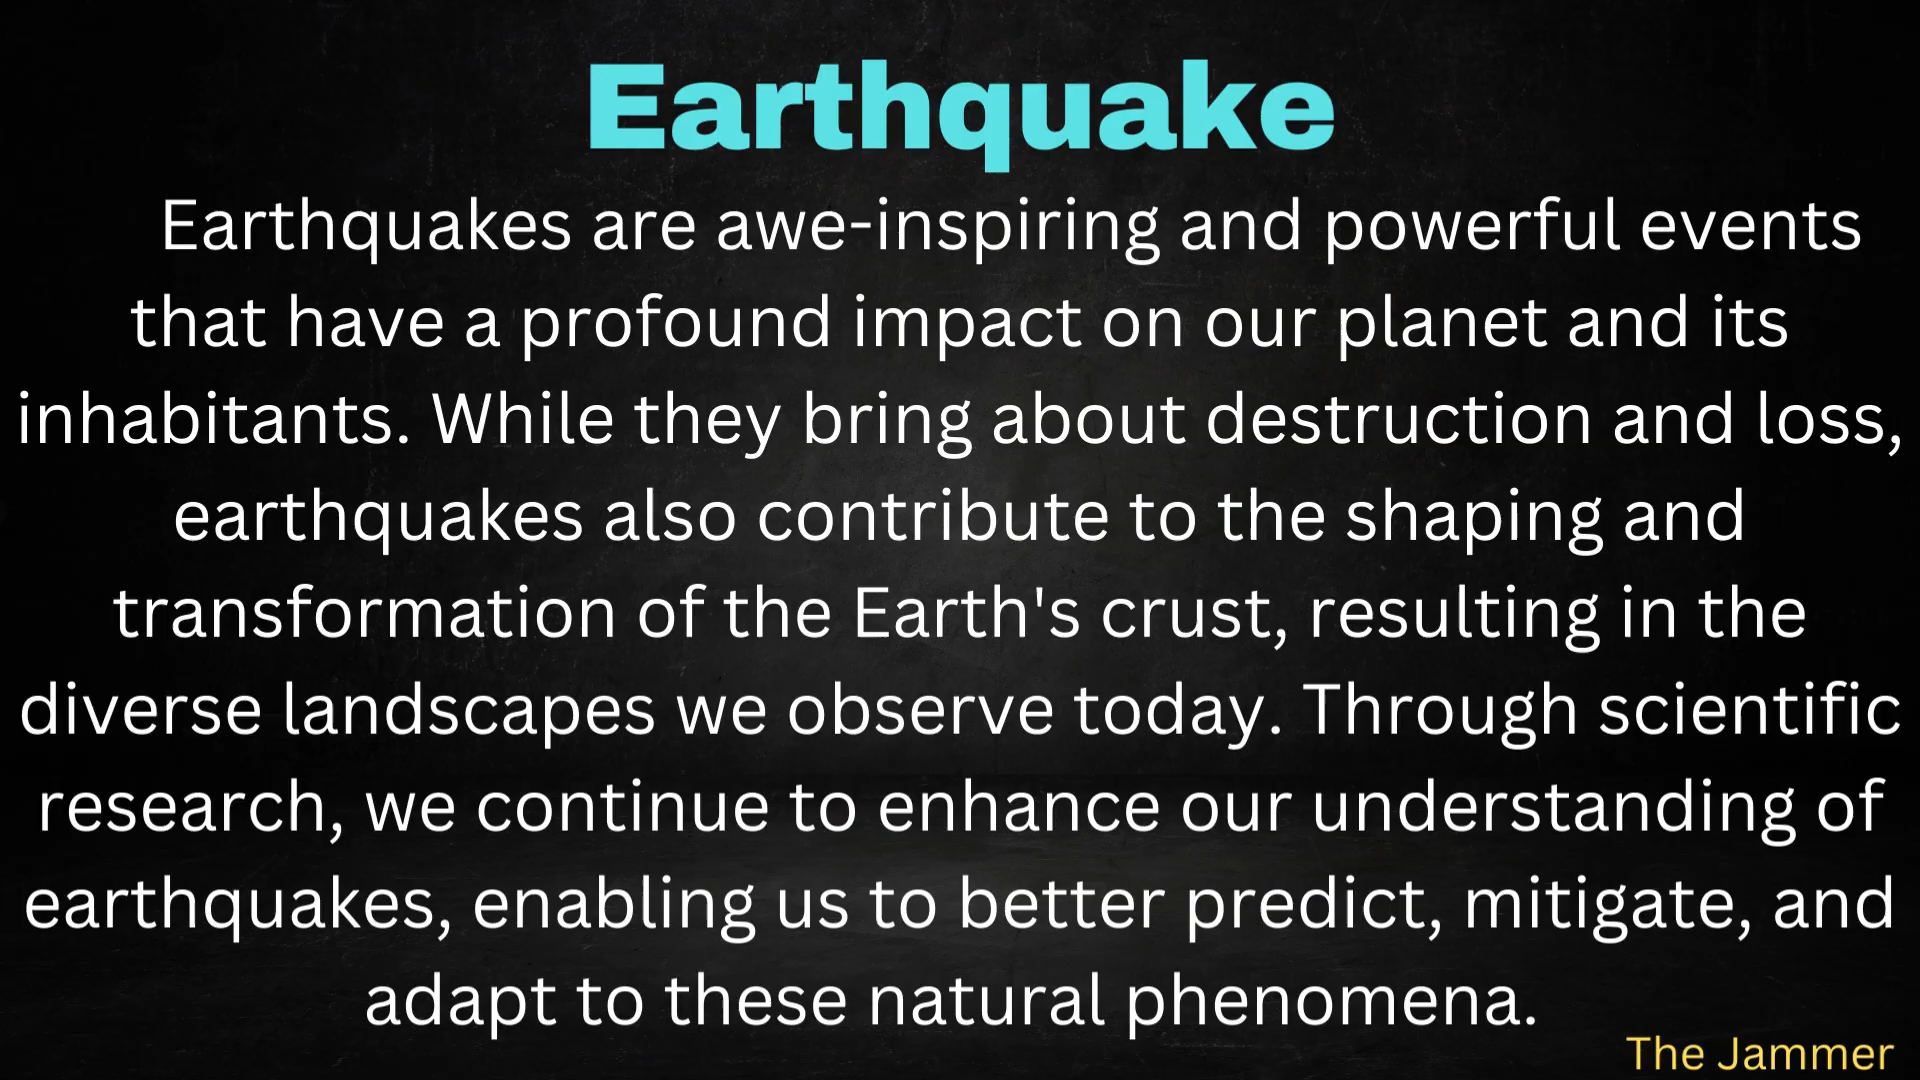 Earthquake
Earthquakes are awe-inspiring and powerful events
that have a profound impact on our planet and its
inhabitants. While they bring about destruction and loss,
earthquakes also contribute to the shaping and
transformation of the Earth's crust, resulting in the
diverse landscapes we observe today. Through scientific
research, we continue to enhance our understanding of
earthquakes, enabling us to better predict, mitigate, and
adapt to these natural phenomena.
The Jammer